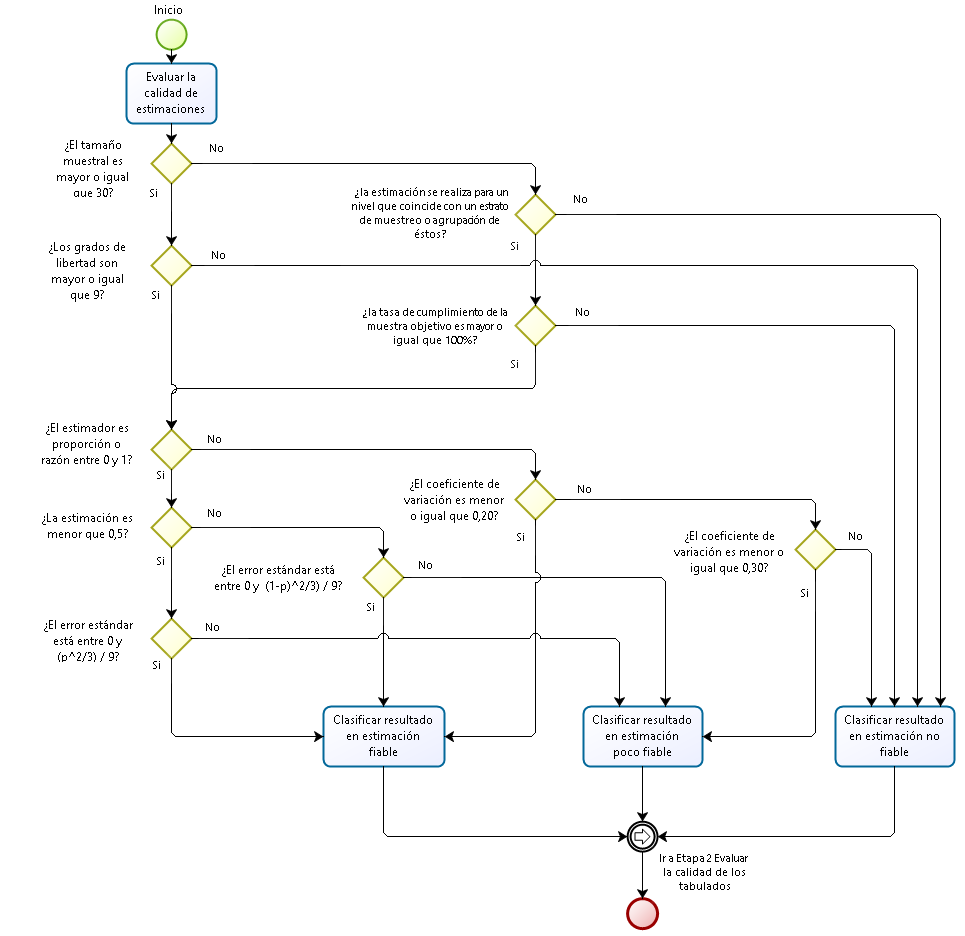 Inicio
Evaluar la
calidad de
estimaciones
¿El tamaño
muestral es
mayor o igual
que 30?
No
Si
¿la estimación se realiza para un
nivel que coincide con un estrato
de muestreo o agrupación de
éstos?
No
Si
¿Los grados de
libertad son
mayor o igual
que 9?
No
Si
¿la tasa de cumplimiento de la
muestra objetivo es mayor o
igual que 100%?
No
Si
¿El estimador es
proporción o
razón entre 0 y 1?
No
Si
¿El coeficiente de
variación es menor
o igual que 0,20?
No
Si
¿La estimación es
menor que 0,5?
No
Si
¿El coeficiente de
variación es menor o
igual que 0,30?
No
Si
¿El error estándar está
entre 0 y (1-p)^2/3) / 9?
No
Si
¿El error estándar
está entre 0 y
(p^2/3) / 9?
No
Si
Clasificar resultado
en estimación
fiable
Clasificar resultado
en estimación
poco fiable
Clasificar resultado
en estimación no
fiable
Ir a Etapa 2 Evaluar
la calidad de los
tabulados